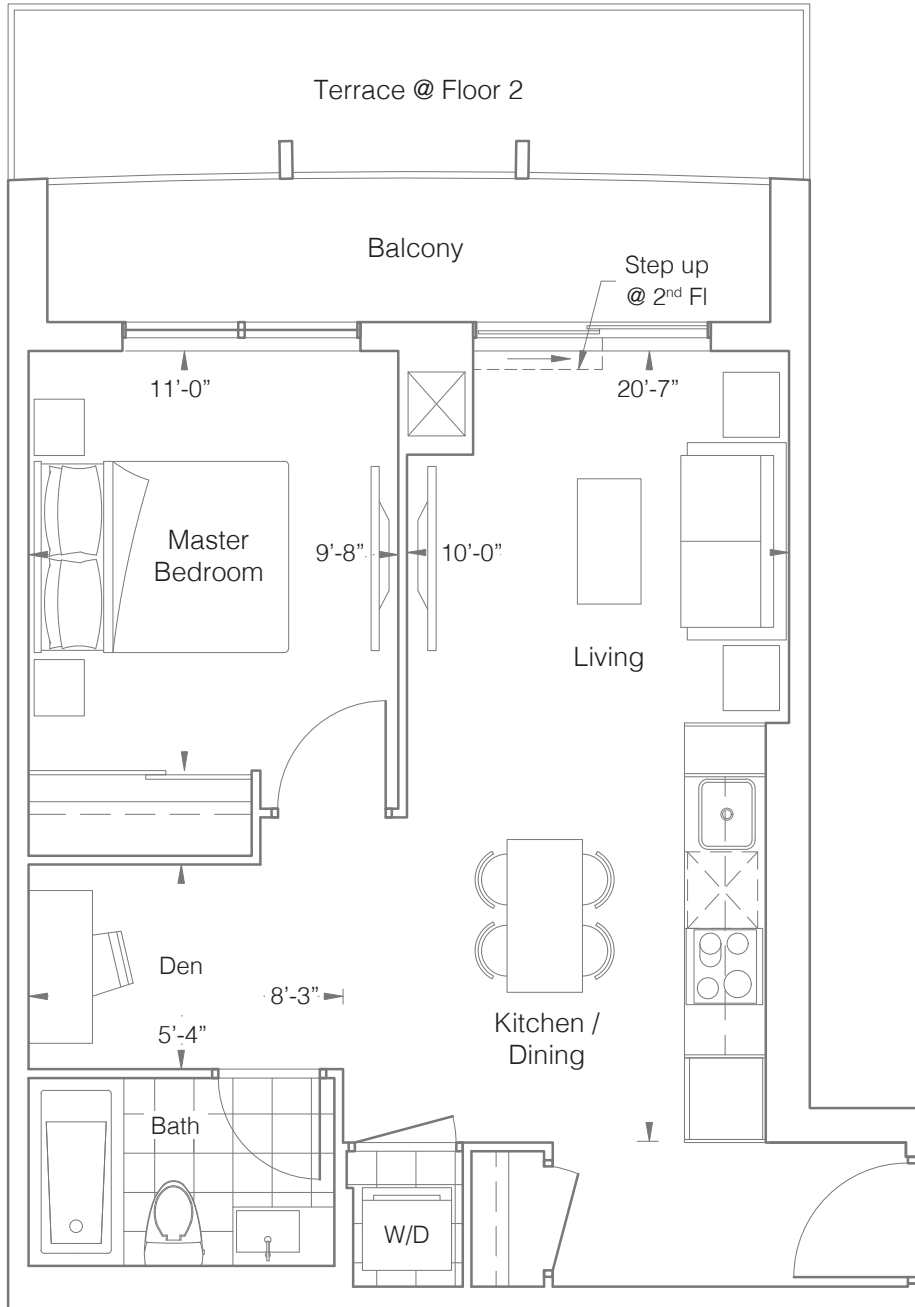 Terrace @ Floor 2
Balcony
Step up
@ 2nd Fl
11’-0”
20’-7”
Master
Bedroom
9’-8”
10’-0”
Living
Den
8’-3”
5’-4”
Kitchen /
Dining
Bath
W/D